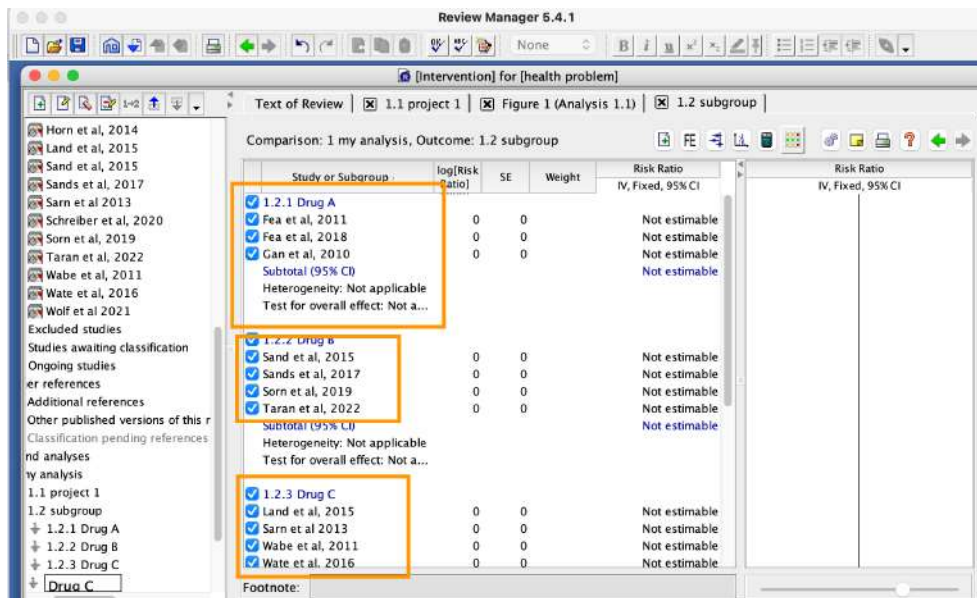 Review Manager 5.4.1
None
B i u x² x₂
[Intervention] for [health problem]
Text of Review 1.1 project 1 Figure 1 (Analysis 1.1) 1.2 subgroup
Horn et al, 2014
Land et al, 2015
Sand et al, 2015
Sands et al, 2017
Sarn et al 2013
Schreiber et al, 2020
Sorn et al, 2019
Taran et al, 2022
Wabe et al, 2011
Wate et al, 2016
Wolf et al 2021
Excluded studies
Studies awaiting classification
Ongoing studies
er references
Additional references
Other published versions of this r
Classification pending references
nd analyses
ny analysis
1.1 project 1
1.2 subgroup
1.2.1 Drug A
1.2.2 Drug B
1.2.3 Drug C
Drug C
Comparison: 1 my analysis, Outcome: 1.2 subgroup
FE
Study or Subgroup log[Risk Ratio] SE Weight Risk Ratio
IV, Fixed, 95% CI
Risk Ratio
IV, Fixed, 95% CI
1.2.1 Drug A
Fea et al, 2011 0 0 Not estimable
Fea et al, 2018 0 0 Not estimable
Gan et al, 2010 0 0 Not estimable
Subtotal (95% CI) Not estimable
Heterogeneity: Not applicable
Test for overall effect: Not a...
1.2.2 Drug B
Sand et al, 2015 0 0 Not estimable
Sands et al, 2017 0 0 Not estimable
Sorn et al, 2019 0 0 Not estimable
Taran et al, 2022 0 0 Not estimable
Subtotal (95% CI) Not estimable
Heterogeneity: Not applicable
Test for overall effect: Not a...
1.2.3 Drug C
Land et al, 2015 0 0 Not estimable
Sarn et al 2013 0 0 Not estimable
Wabe et al, 2011 0 0 Not estimable
Wate et al, 2016 0 0 Not estimable
Footnote: